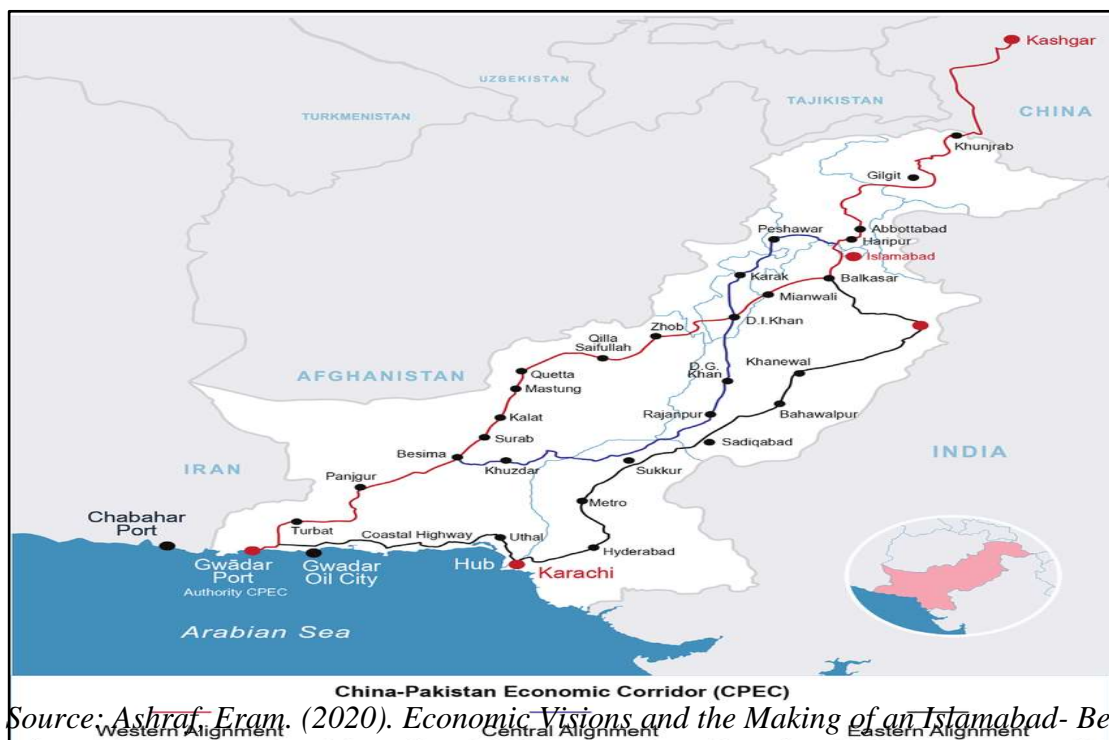 Kashgar
UZBEKISTAN
TAJIKISTAN
TURKMENISTAN
CHINA
Khunjrab
Gilgit
Peshawar
Abbottabad
Haripur
Islamabad
Karak
Balkasar
Mianwali
D.I.Khan
Zhob
Qilla
Saifullah
Khanewal
D.G.
Khan
Quetta
AFGHANISTAN
Mastung
Rajanpur
Bahawalpur
Kalat
Surab
Sadiqabad
Besima
INDIA
Khuzdar
Sukkur
IRAN
Panjgur
Metro
Chabahar
Port
Turbat
Coastal Highway
Uthal
Hyderabad
Gwādar
Port
Authority CPEC
Gwadar
Oil City
Hub
Karachi
Arabian Sea
China-Pakistan Economic Corridor (CPEC)
Source: Ashraf, Eram. (2020). Economic Visions and the Making of an Islamabad- Be
Western Alignment
Central Alignment
Eastern Alignment